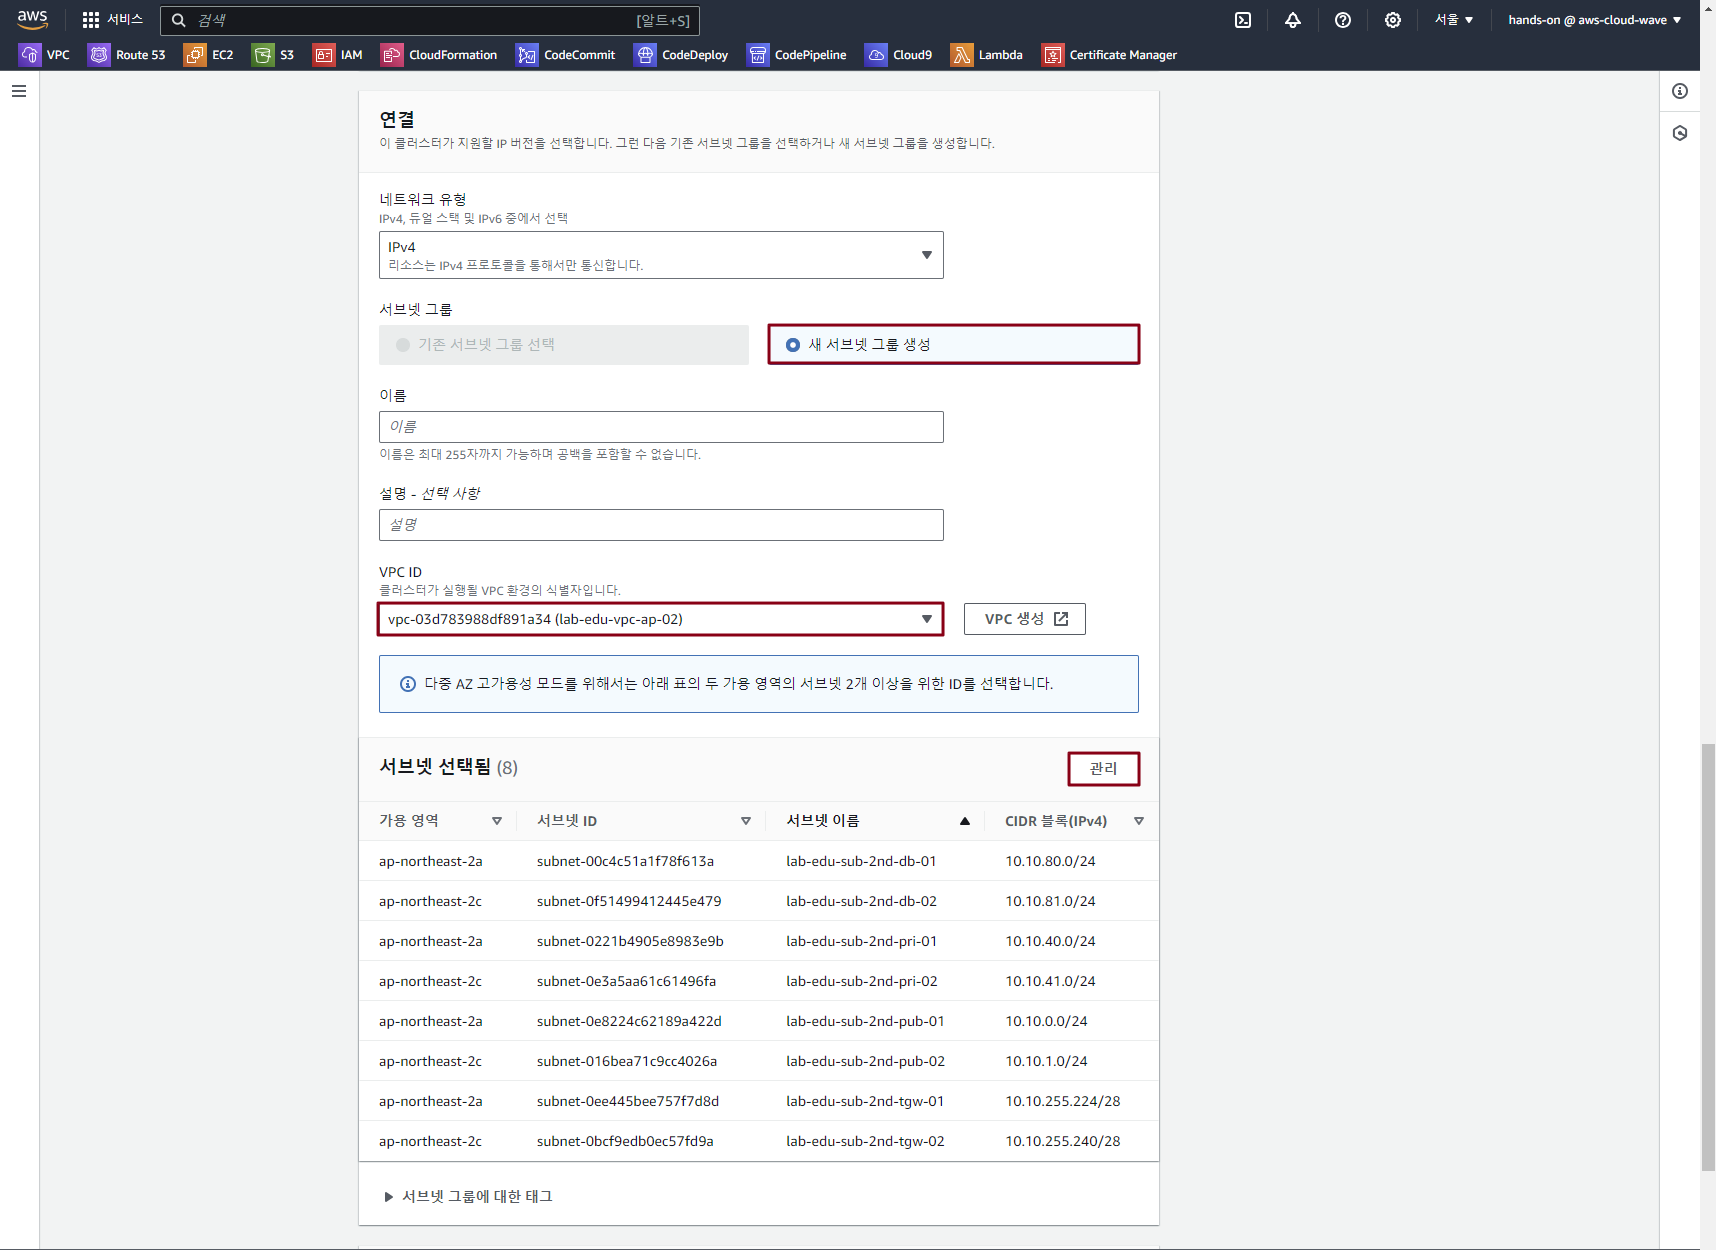 aws
서비스
검색
[알트+S]
서울 ▼
hands-on @ aws-cloud-wave ▼
VPC
Route 53
EC2
S3
IAM
CloudFormation
CodeCommit
CodeDeploy
CodePipeline
Cloud9
Lambda
Certificate Manager
연결
이 클러스터가 지원할 IP 버전을 선택합니다. 그런 다음 기존 서브넷 그룹을 선택하거나 새 서브넷 그룹을 생성합니다.
네트워크 유형
IPv4, 듀얼 스택 및 IPv6 중에서 선택
IPv4
리소스는 IPv4 프로토콜을 통해서만 통신합니다.
서브넷 그룹
기존 서브넷 그룹 선택
새 서브넷 그룹 생성
이름
이름
이름은 최대 255자까지 가능하며 공백을 포함할 수 없습니다.
설명 - 선택 사항
설명
VPC ID
클러스터가 실행될 VPC 환경의 식별자입니다.
vpc-03d783988df891a34 (lab-edu-vpc-ap-02)
VPC 생성
다중 AZ 고가용성 모드를 위해서는 아래 표의 두 가용 영역의 서브넷 2개 이상을 위한 ID를 선택합니다.
서브넷 선택됨 (8)
관리
가용 영역 서브넷 ID 서브넷 이름 CIDR 블록(IPv4)
ap-northeast-2a subnet-00c4c51a1f78f613a lab-edu-sub-2nd-db-01 10.10.80.0/24
ap-northeast-2c subnet-0f51499412445e479 lab-edu-sub-2nd-db-02 10.10.81.0/24
ap-northeast-2a subnet-0221b4905e8983e9b lab-edu-sub-2nd-pri-01 10.10.40.0/24
ap-northeast-2c subnet-0e3a5aa61c61496fa lab-edu-sub-2nd-pri-02 10.10.41.0/24
ap-northeast-2a subnet-0e8224c62189a422d lab-edu-sub-2nd-pub-01 10.10.0.0/24
ap-northeast-2c subnet-016bea71c9cc4026a lab-edu-sub-2nd-pub-02 10.10.1.0/24
ap-northeast-2a subnet-0ee445bee757f7d8d lab-edu-sub-2nd-tgw-01 10.10.255.224/28
ap-northeast-2c subnet-0bcf9edb0ec57fd9a lab-edu-sub-2nd-tgw-02 10.10.255.240/28
서브넷 그룹에 대한 태그